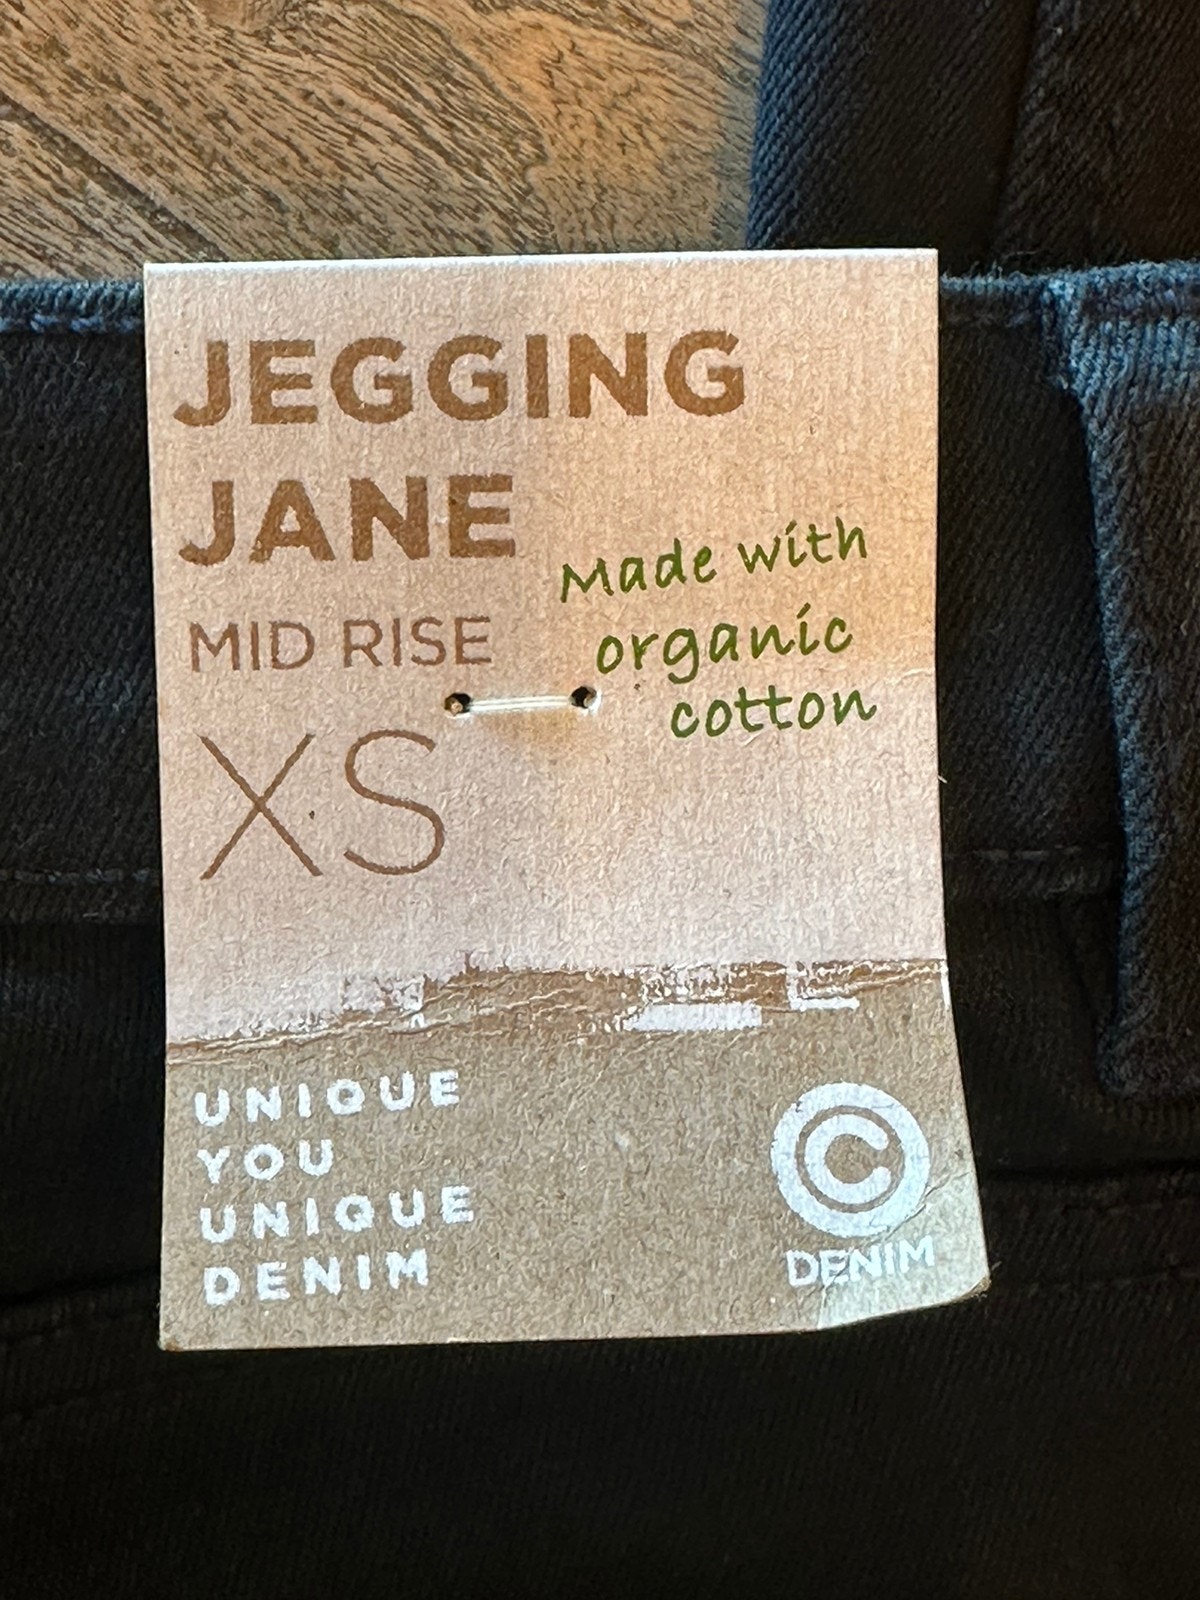 JEGGING
JANE
MID RISE
Made with
organic
cotton
XS
UNIQUE
YOU
UNIQUE
DENIM
C
DENIM